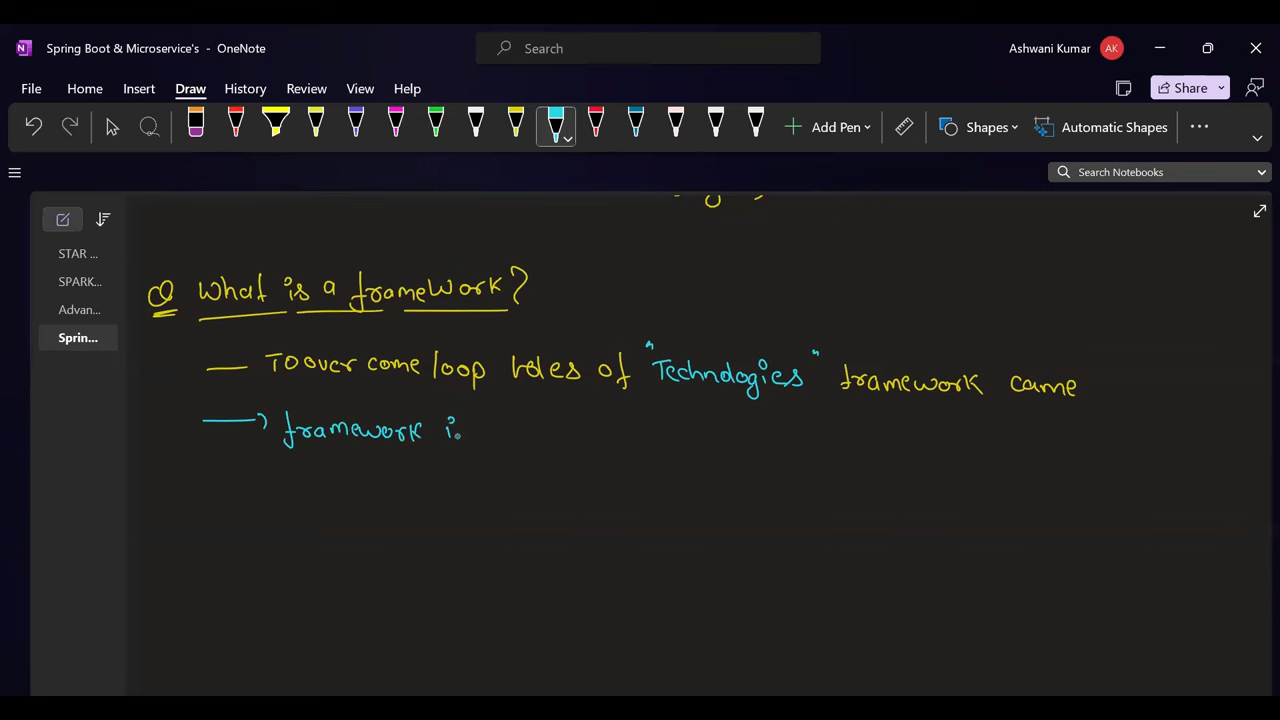 Spring Boot & Microservice's - OneNote
Search
Ashwani Kumar
AK
File Home Insert Draw History Review View Help
Share
Add Pen
Shapes
Automatic Shapes
Search Notebooks
STAR ...
SPARK...
Advan...
Sprin...
Q What is a frameWork?
— TO over come loop holes of "Technologies" framework came
→ framework i